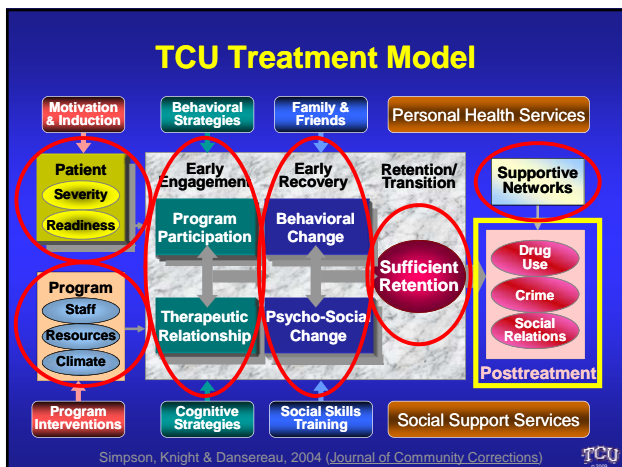 TCU Treatment Model
Motivation
& Induction
Behavioral
Strategies
Family &
Friends
Personal Health Services
Patient
Severity
Readiness
Early
Engagement
Early
Recovery
Retention/
Transition
Supportive
Networks
Program
Participation
Behavioral
Change
Sufficient
Retention
Drug
Use
Crime
Social
Relations
Posttreatment
Program
Staff
Resources
Climate
Therapeutic
Relationship
Psycho-Social
Change
Program
Interventions
Cognitive
Strategies
Social Skills
Training
Social Support Services
Simpson, Knight & Dansereau, 2004 (Journal of Community Corrections)
TCU